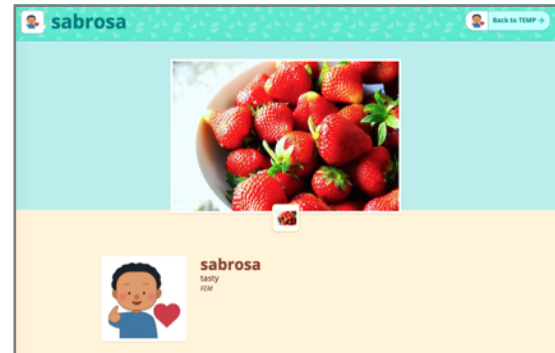 sabrosa
Back to TEMP →
sabrosa
tasty
FEM